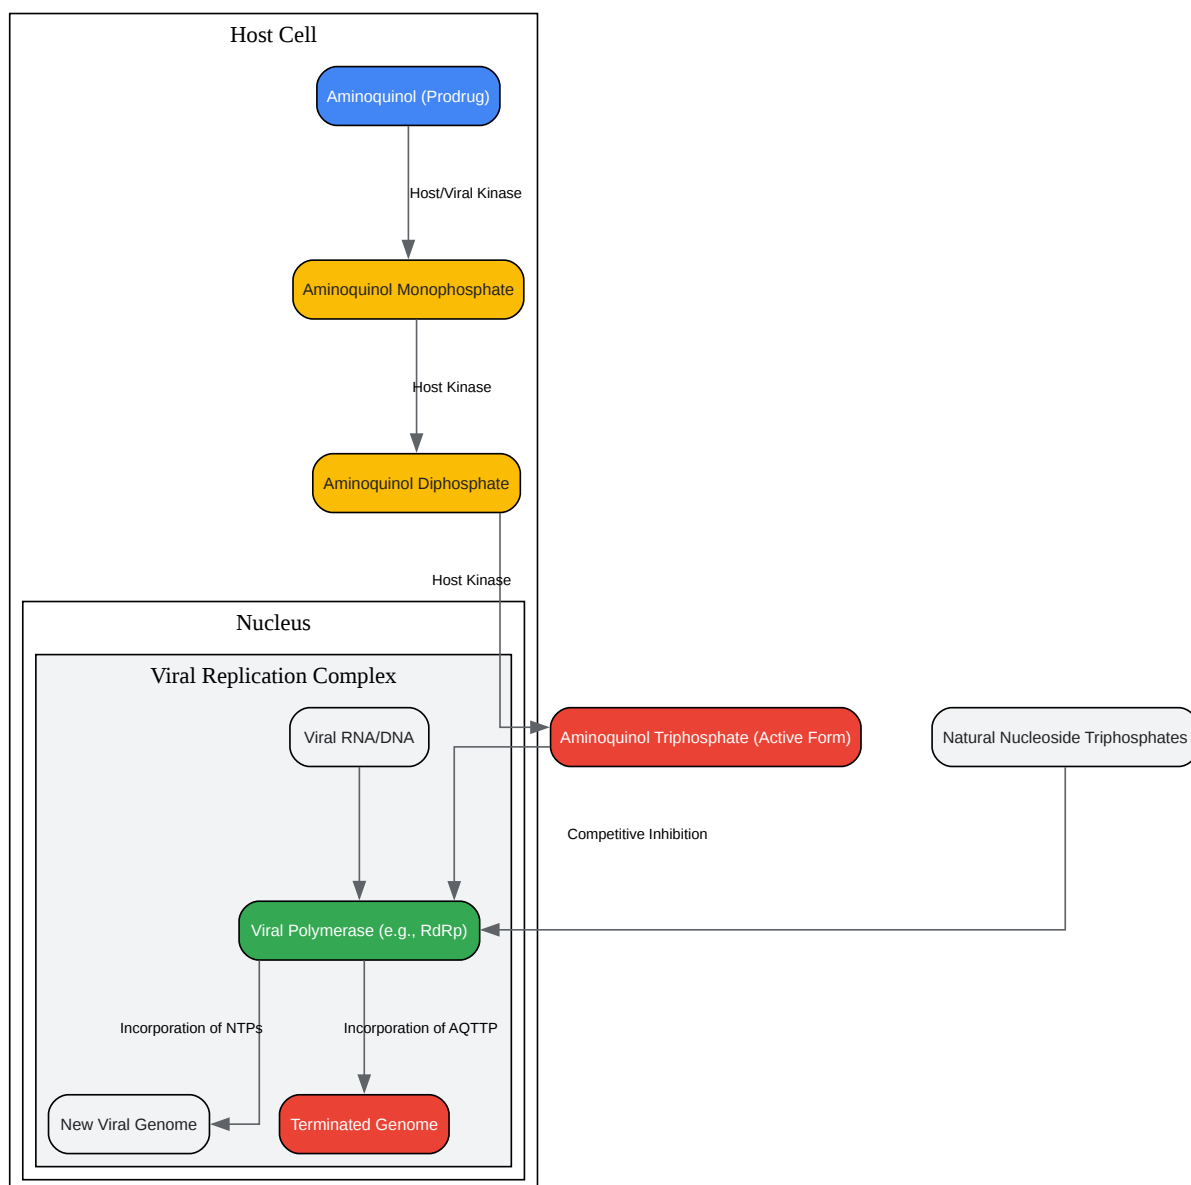 Host Cell
Aminoquinol (Prodrug)
Host/Viral Kinase
Aminoquinol Monophosphate
Host Kinase
Aminoquinol Diphosphate
Host Kinase
Nucleus
Viral Replication Complex
Viral RNA/DNA
Aminoquinol Triphosphate (Active Form)
Natural Nucleoside Triphosphates
Competitive Inhibition
Viral Polymerase (e.g., RdRp)
Incorporation of NTPs
Incorporation of AQTTP
New Viral Genome
Terminated Genome